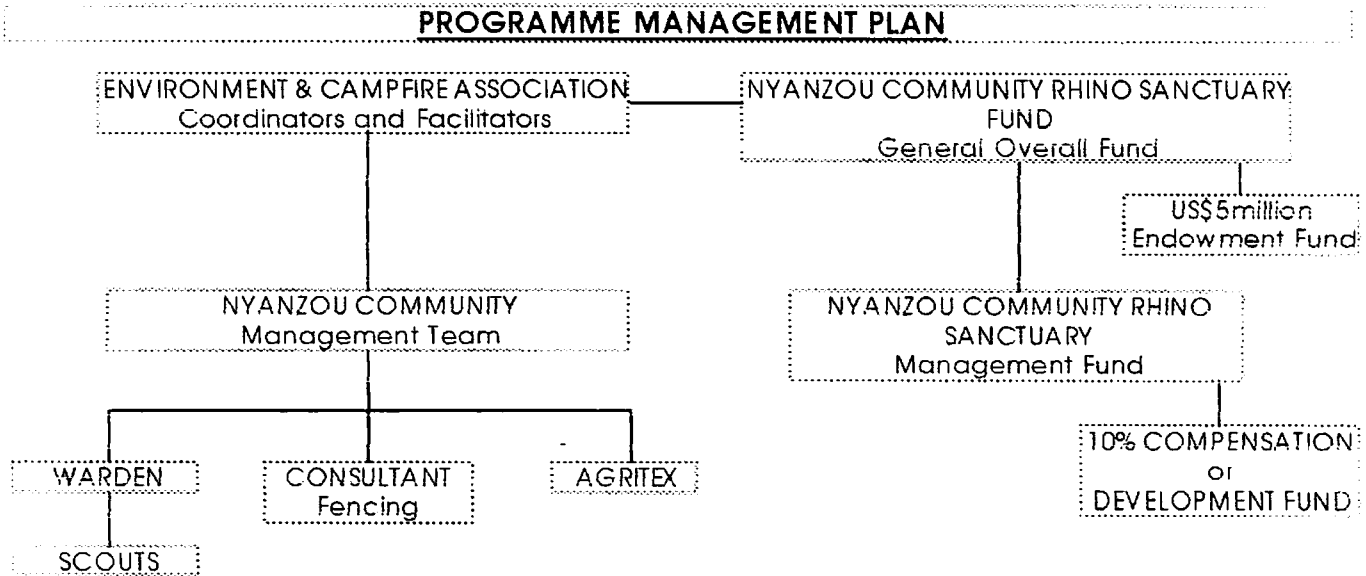 PROGRAMME MANAGEMENT PLAN
ENVIRONMENT & CAMPFIRE ASSOCIATION
Coordinators and Facilitators
NYANZOU COMMUNITY RHINO SANCTUARY
FUND
General Overall Fund
US$5million
Endowment Fund
NYANZOU COMMUNITY
Management Team
NYANZOU COMMUNITY RHINO
SANCTUARY
Management Fund
WARDEN
CONSULTANT
Fencing
AGRITEX
10% COMPENSATION
or
DEVELOPMENT FUND
SCOUTS